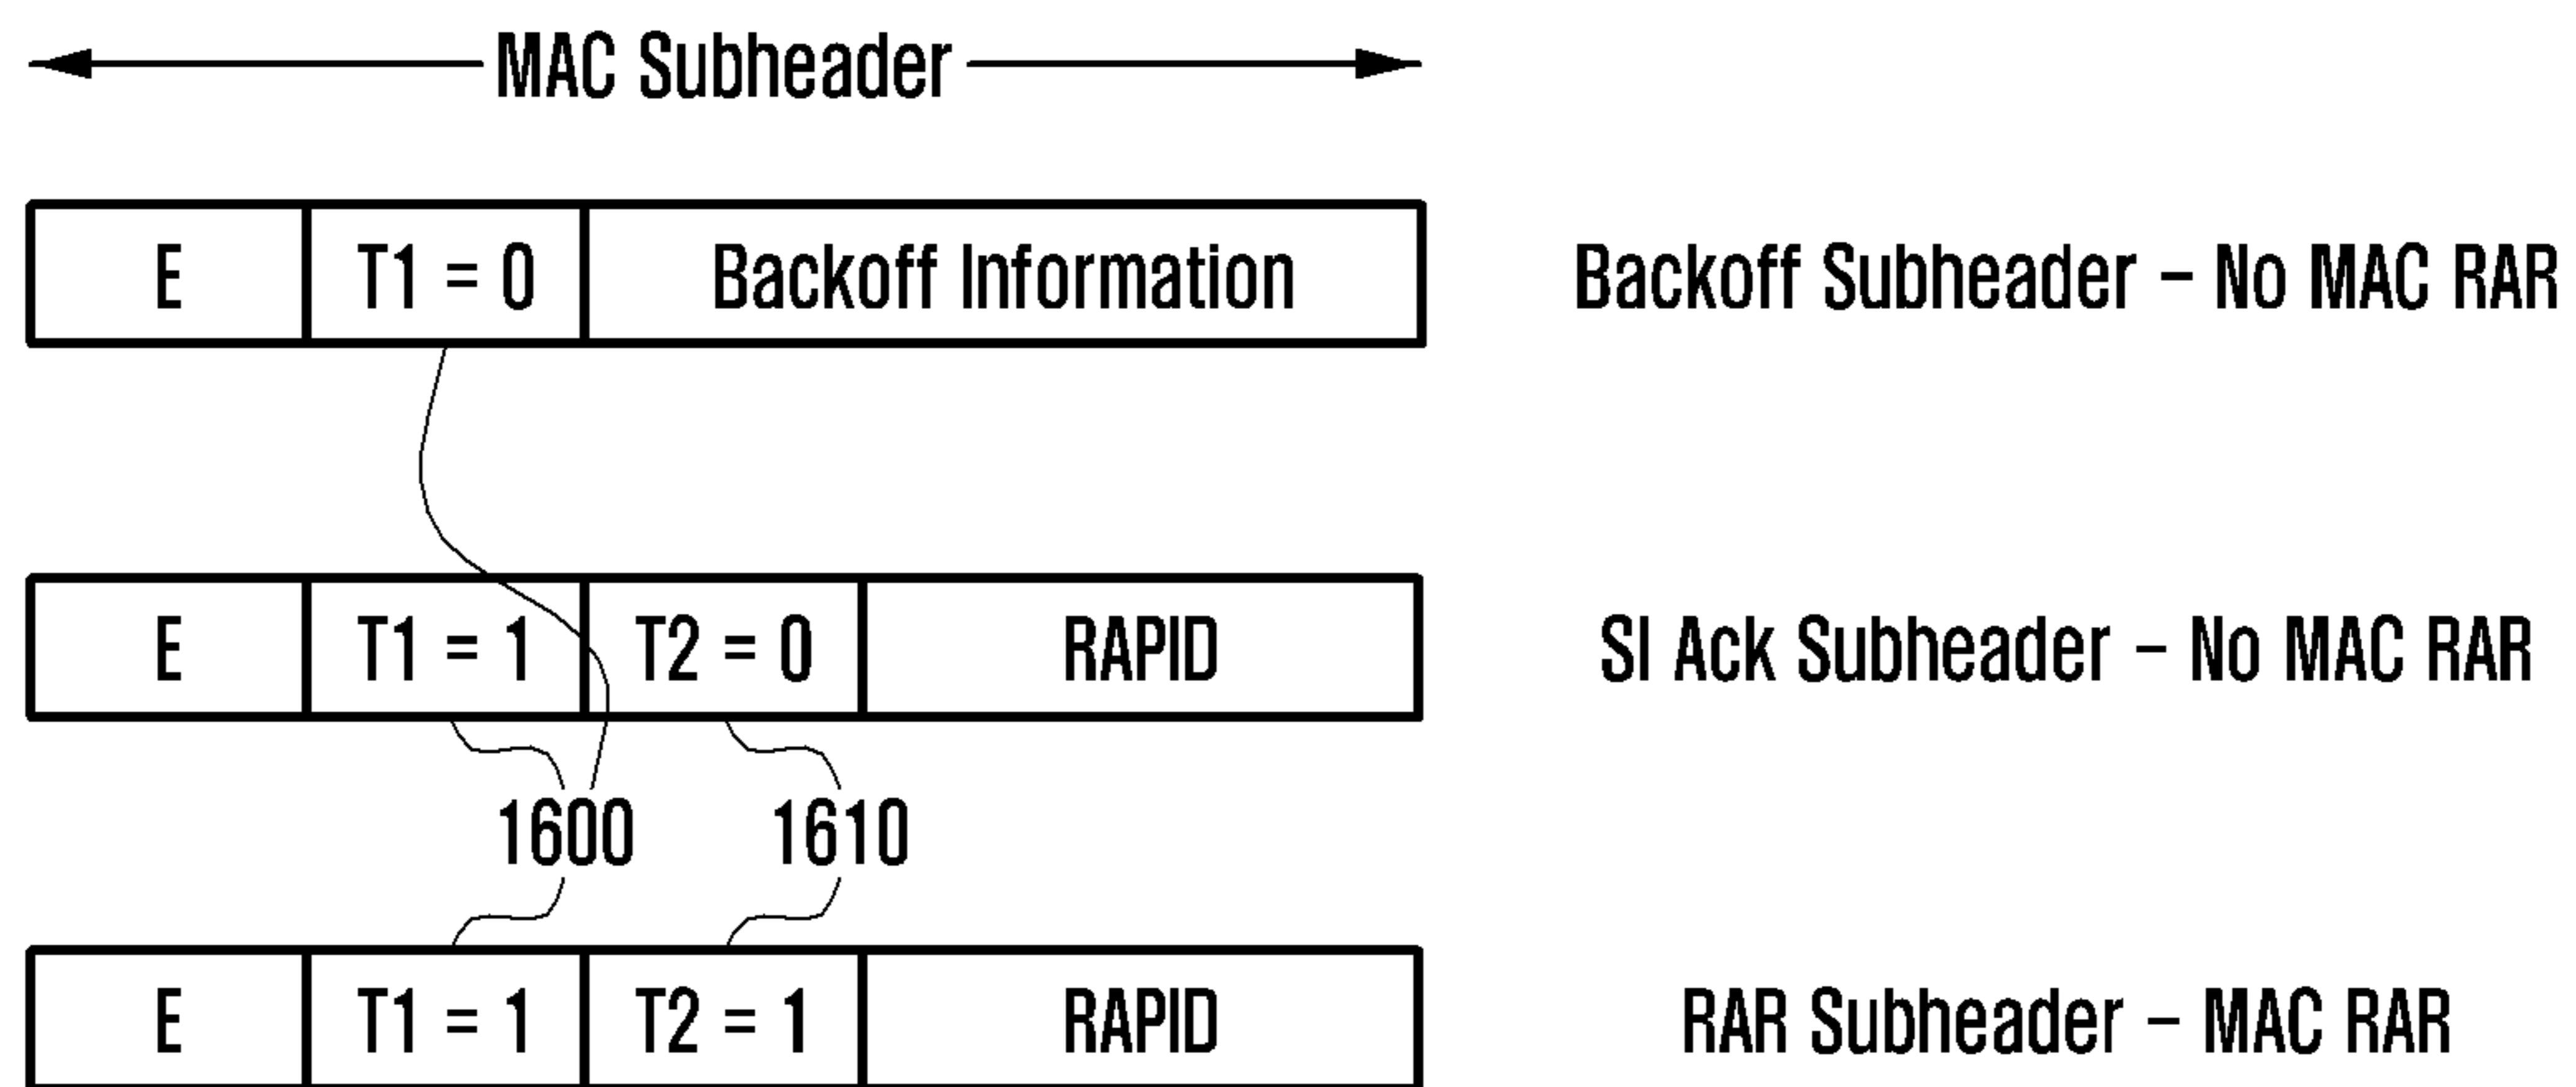 MAC Subheader
E T1 = 0 Backoff Information Backoff Subheader – No MAC RAR
E T1 = 1 T2 = 0 RAPID SI Ack Subheader – No MAC RAR
1600 1610
E T1 = 1 T2 = 1 RAPID RAR Subheader – MAC RAR